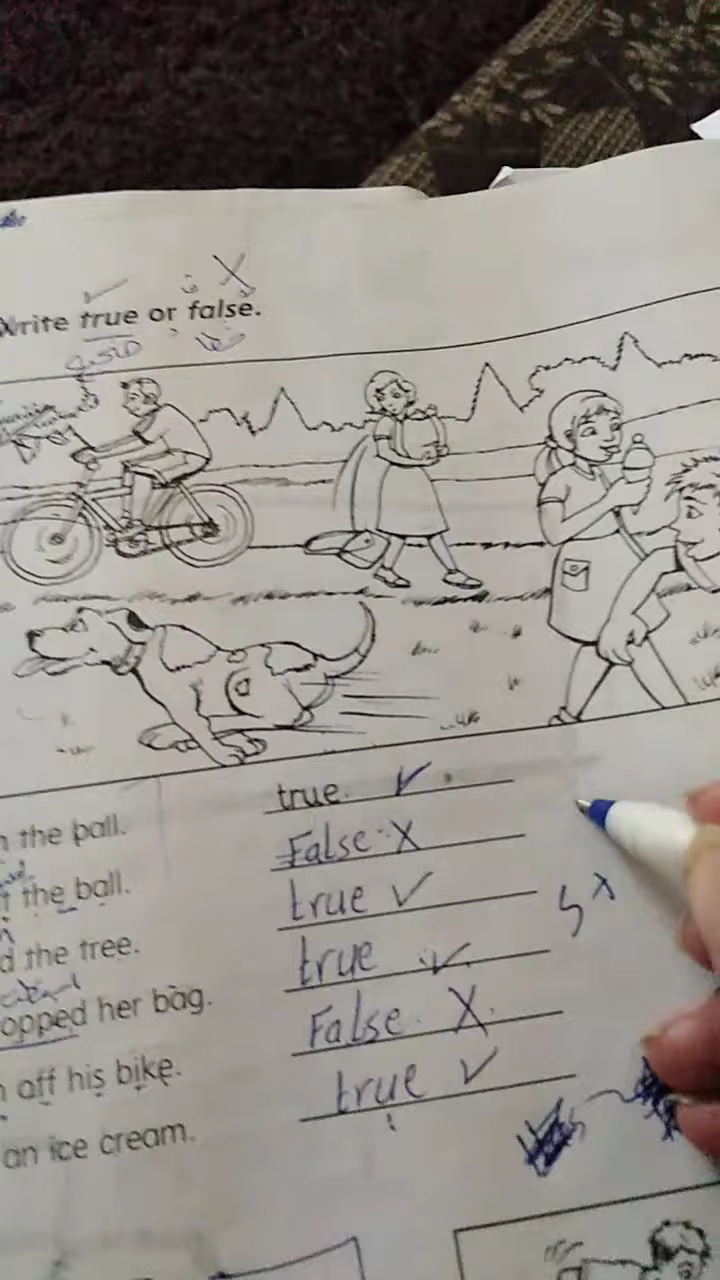 Write true or false.
the ball. true. ✓
the ball. False. X
the tree. true ✓
opped her bag. true ✓
off his bike. False. X
an ice cream. true ✓